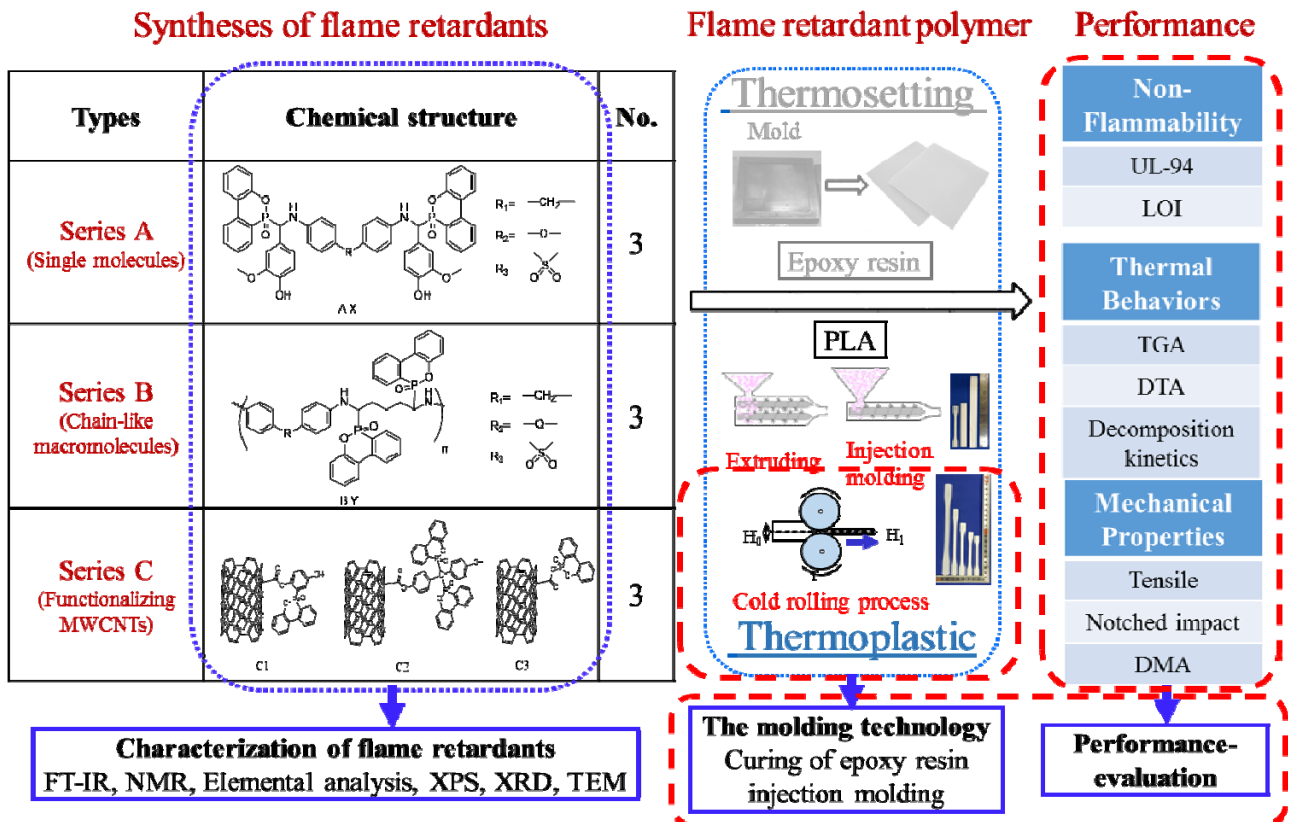 Syntheses of flame retardants
Flame retardant polymer
Performance
Types
Chemical structure
No.
Series A
(Single molecules)
R1= —CH2—
R2= —O—
R3
O O
H
N
O
P
O
P
O
H
N
R
O
OH
O
OH
AX
3
Series B
(Chain-like
macromolecules)
O=P-O
H
N
H
N
R
O-P=O
n
R1= —CH2—
R2= —O—
R3
O O
BY
3
Series C
(Functionalizing
MWCNTs)
C1
C2
C3
3
Thermosetting
Mold
Epoxy resin
PLA
Extruding
Injection
molding
H0
H1
Cold rolling process
Thermoplastic
Non-
Flammability
UL-94
LOI
Thermal
Behaviors
TGA
DTA
Decomposition
kinetics
Mechanical
Properties
Tensile
Notched impact
DMA
Characterization of flame retardants
FT-IR, NMR, Elemental analysis, XPS, XRD, TEM
The molding technology
Curing of epoxy resin
injection molding
Performance-
evaluation